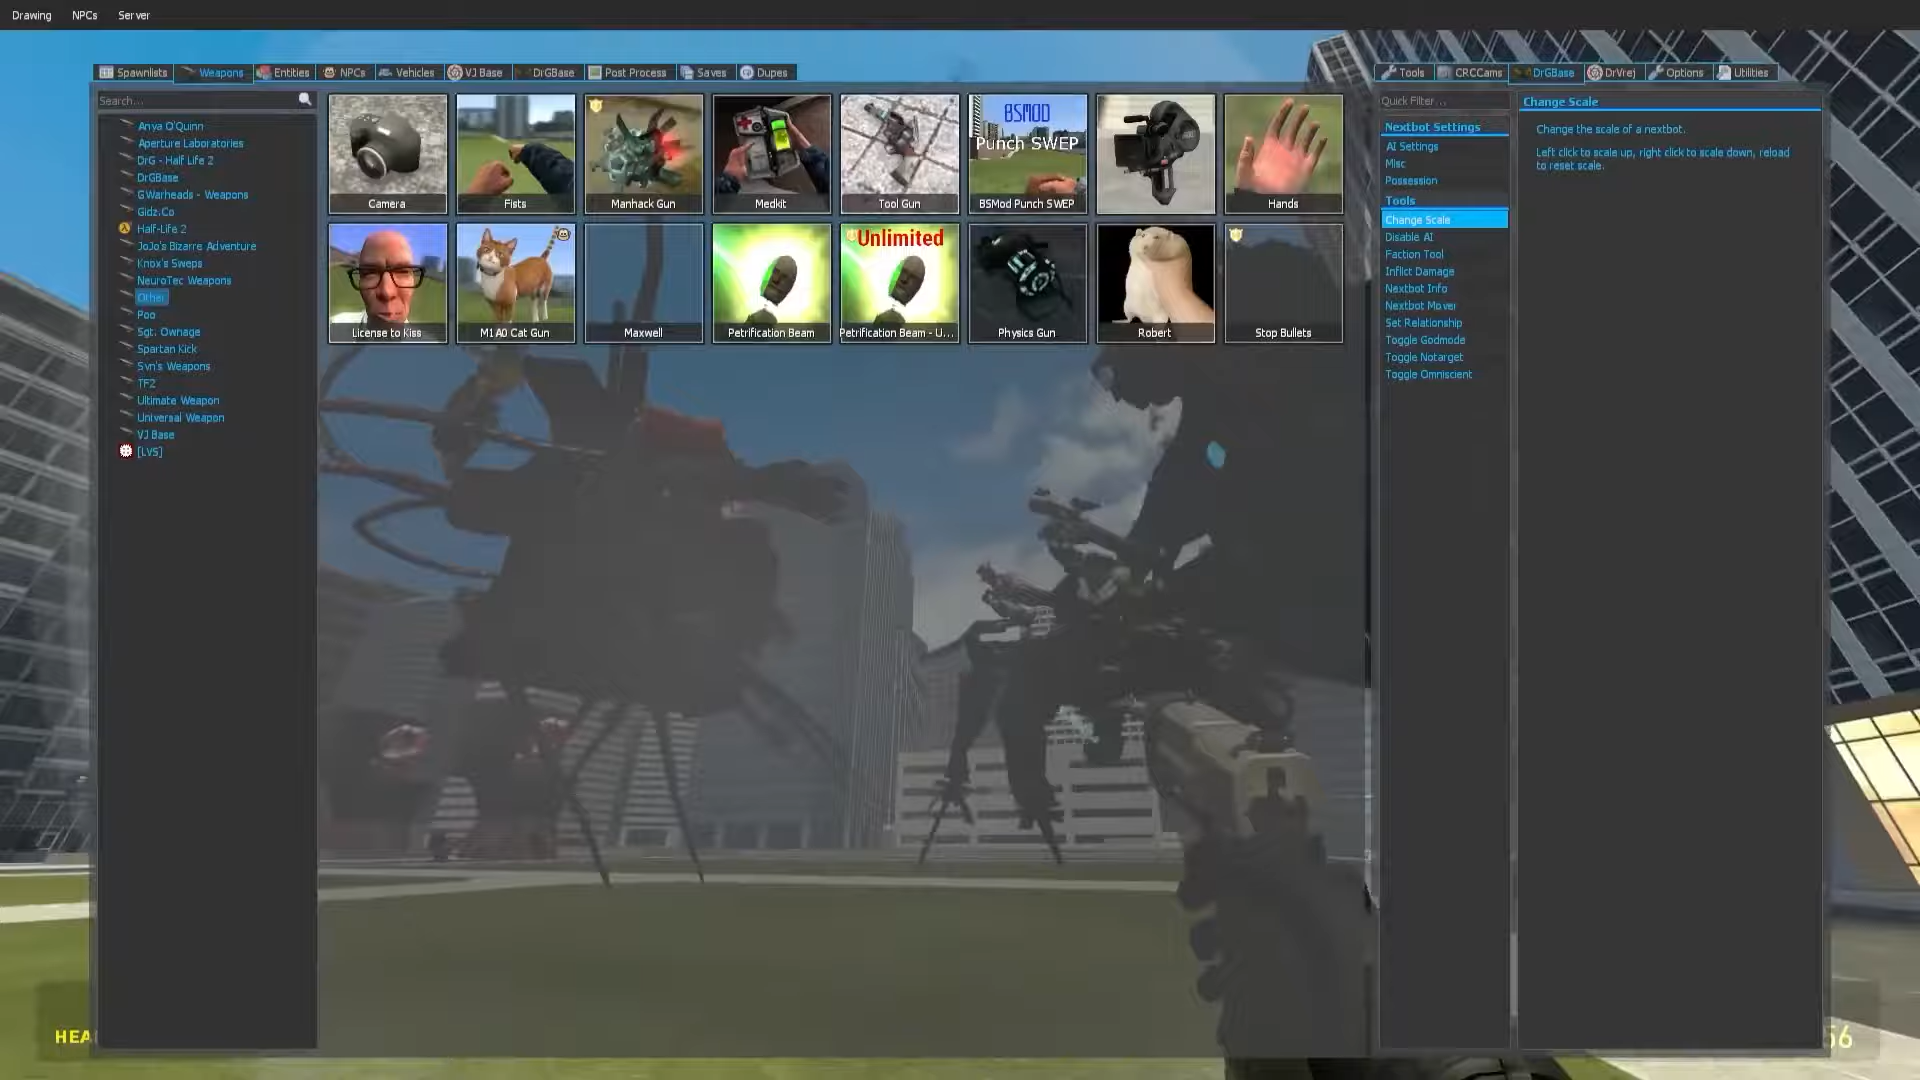 Drawing NPCs Server
Spawnlists Weapons Entities NPCs Vehicles VJ Base DrGBase Post Process Saves Dupes
Tools CRCCams DrGBase DrVrej Options Utilities
Search...
Anya O'Quinn
Aperture Laboratories
DrG - Half Life 2
DrGBase
GWarheads - Weapons
Gidz.Co
Half-Life 2
JoJo's Bizarre Adventure
Knox's Sweps
NeuroTec Weapons
Other
Poo
Sgt. Ownage
Spartan Kick
Svn's Weapons
TF2
Ultimate Weapon
Universal Weapon
VJ Base
[LVS]
BSMOD
Punch SWEP
Camera Fists Manhack Gun Medkit Tool Gun BSMod Punch SWEP Hands
Unlimited
License to Kiss M1A0 Cat Gun Maxwell Petrification Beam Petrification Beam - U... Physics Gun Robert Stop Bullets
Quick Filter...
Nextbot Settings
AI Settings
Misc
Possession
Tools
Change Scale
Disable AI
Faction Tool
Inflict Damage
Nextbot Info
Nextbot Mover
Set Relationship
Toggle Godmode
Toggle Notarget
Toggle Omniscient
Change Scale
Change the scale of a nextbot.
Left click to scale up, right click to scale down, reload
to reset scale.
HEA
56